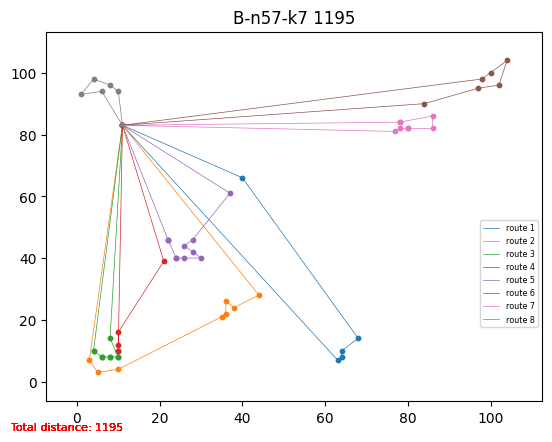 B-n57-k7 1195
100
80
60
40
20
0
0
20
40
60
80
100
route 1
route 2
route 3
route 4
route 5
route 6
route 7
route 8
Total distance: 1195